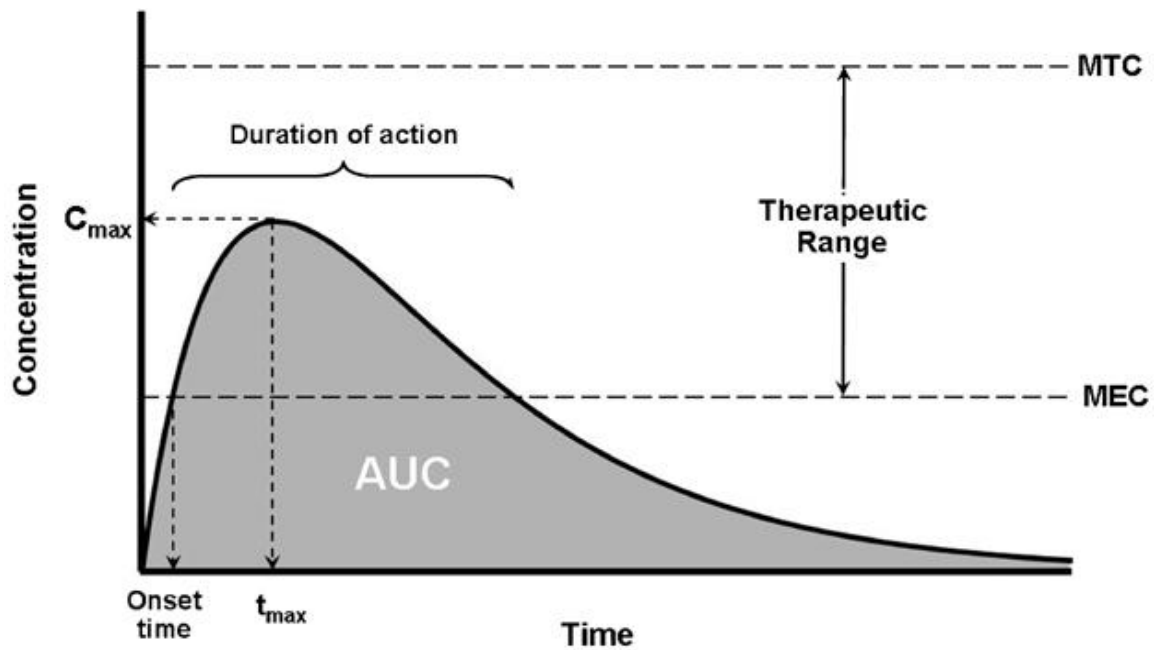 MTC
Duration of action
Therapeutic
Range
Cmax
Concentration
MEC
AUC
Onset
time
tmax
Time